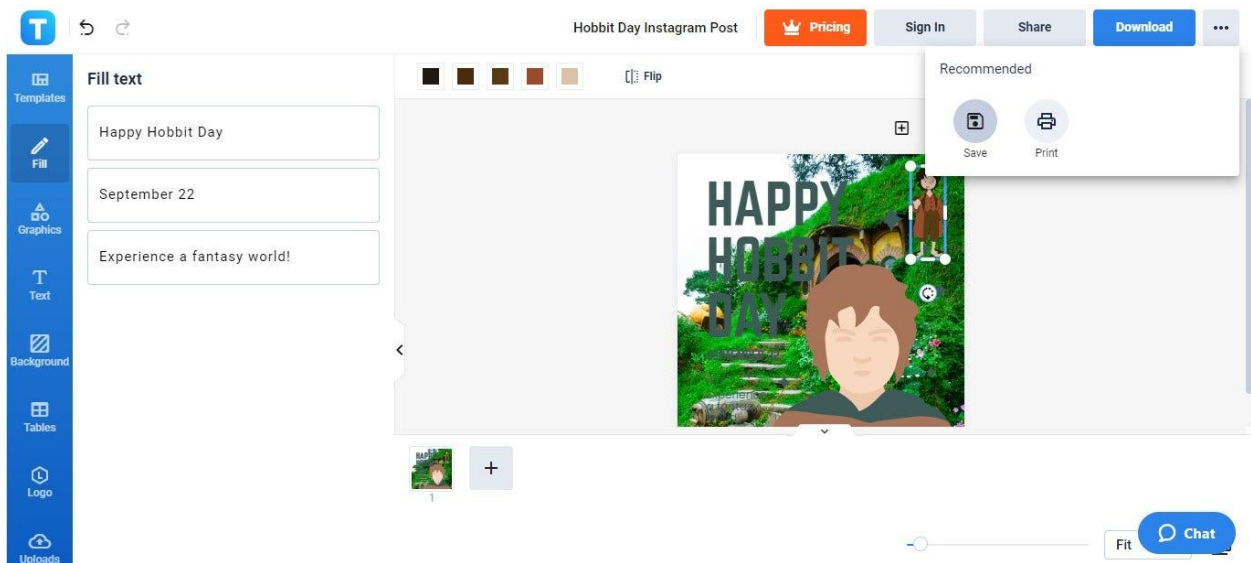 T
Hobbit Day Instagram Post
Pricing
Sign In
Share
Download
Templates
Fill
Graphics
Text
Background
Tables
Logo
Uploads
Fill text
Happy Hobbit Day
September 22
Experience a fantasy world!
Flip
Recommended
Save
Print
HAPPY
HOBBIT
DAY
1
Fit
Chat